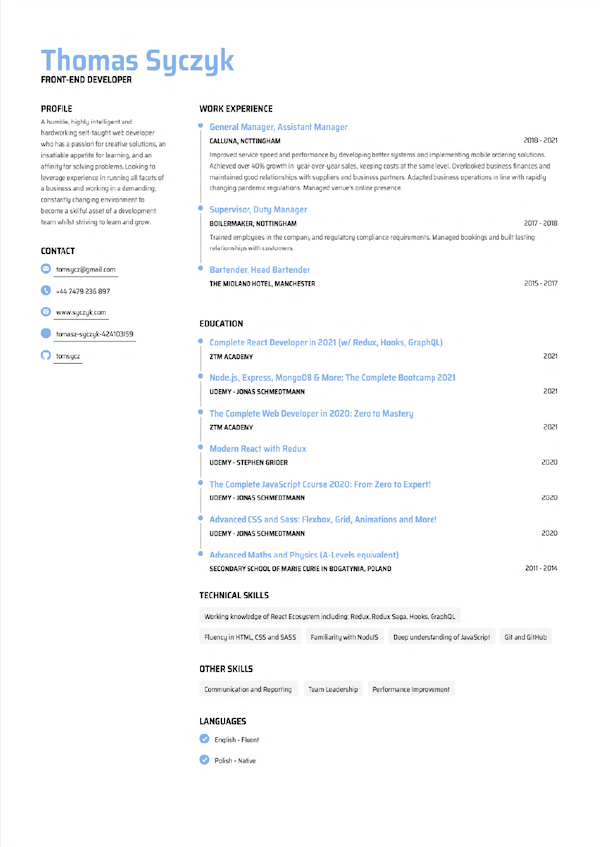 Thomas Syczyk
FRONT-END DEVELOPER
PROFILE
A humble, highly intelligent and
hardworking self-taught web developer
who has a passion for creative solutions, an
insatiable appetite for learning, and an
affinity for solving problems. Looking to
leverage experience in running all facets of
a business and working in a demanding,
constantly changing environment to
become a skilful asset of a development
team whilst striving to learn and grow.
CONTACT
tomsycz@gmail.com
+44 7479 236 897
www.syczyk.com
tomasz-syczyk-424103159
tomsycz
WORK EXPERIENCE
General Manager, Assistant Manager
CALLUNA, NOTTINGHAM 2018 - 2021
Improved service speed and performance by developing better systems and implementing mobile ordering solutions.
Achieved over 40% growth in year-over-year sales, keeping costs at the same level. Overlooked business finances and
maintained good relationships with suppliers and business partners. Adapted business operations in line with rapidly
changing pandemic regulations. Managed venue's online presence.
Supervisor, Duty Manager
BOILERMAKER, NOTTINGHAM 2017 - 2018
Trained employees in the company and regulatory compliance requirements. Managed bookings and built lasting
relationships with customers.
Bartender, Head Bartender
THE MIDLAND HOTEL, MANCHESTER 2015 - 2017
EDUCATION
Complete React Developer in 2021 (w/ Redux, Hooks, GraphQL)
ZTM ACADEMY 2021
Node.js, Express, MongoDB & More: The Complete Bootcamp 2021
UDEMY - JONAS SCHMEDTMANN 2021
The Complete Web Developer in 2020: Zero to Mastery
ZTM ACADEMY 2021
Modern React with Redux
UDEMY - STEPHEN GRIDER 2020
The Complete JavaScript Course 2020: From Zero to Expert!
UDEMY - JONAS SCHMEDTMANN 2020
Advanced CSS and Sass: Flexbox, Grid, Animations and More!
UDEMY - JONAS SCHMEDTMANN 2020
Advanced Maths and Physics (A-Levels equivalent)
SECONDARY SCHOOL OF MARIE CURIE IN BOGATYNIA, POLAND 2011 - 2014
TECHNICAL SKILLS
Working knowledge of React Ecosystem including: Redux, Redux Saga, Hooks, GraphQL
Fluency in HTML, CSS and SASS Familiarity with NodeJS Deep understanding of JavaScript Git and GitHub
OTHER SKILLS
Communication and Reporting Team Leadership Performance Improvement
LANGUAGES
English - Fluent
Polish - Native